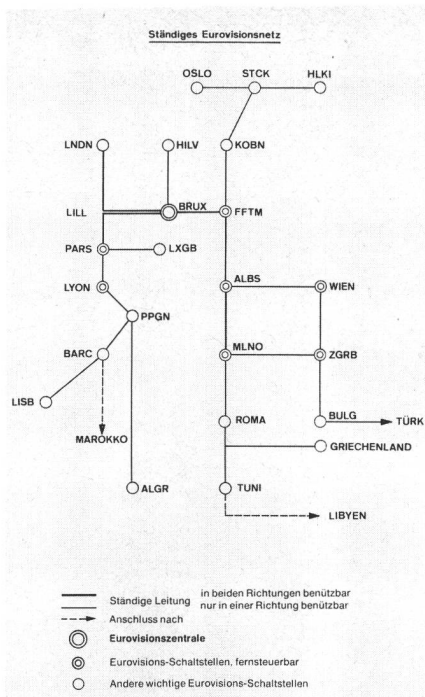 Ständiges Eurovisionsnetz
OSLO STCK HLKI
LNDN HILV KOBN
LILL BRUX FFTM
PARS LXGB
LYON ALBS WIEN
PPGN
BARC MLNO ZGRB
LISB ROMA BULG TÜRK
MAROKKO
GRIECHENLAND
ALGR TUNI
LIBYEN
Ständige Leitung in beiden Richtungen benützbar
nur in einer Richtung benützbar
Anschluss nach
Eurovisionszentrale
Eurovisions-Schaltstellen, fernsteuerbar
Andere wichtige Eurovisions-Schaltstellen